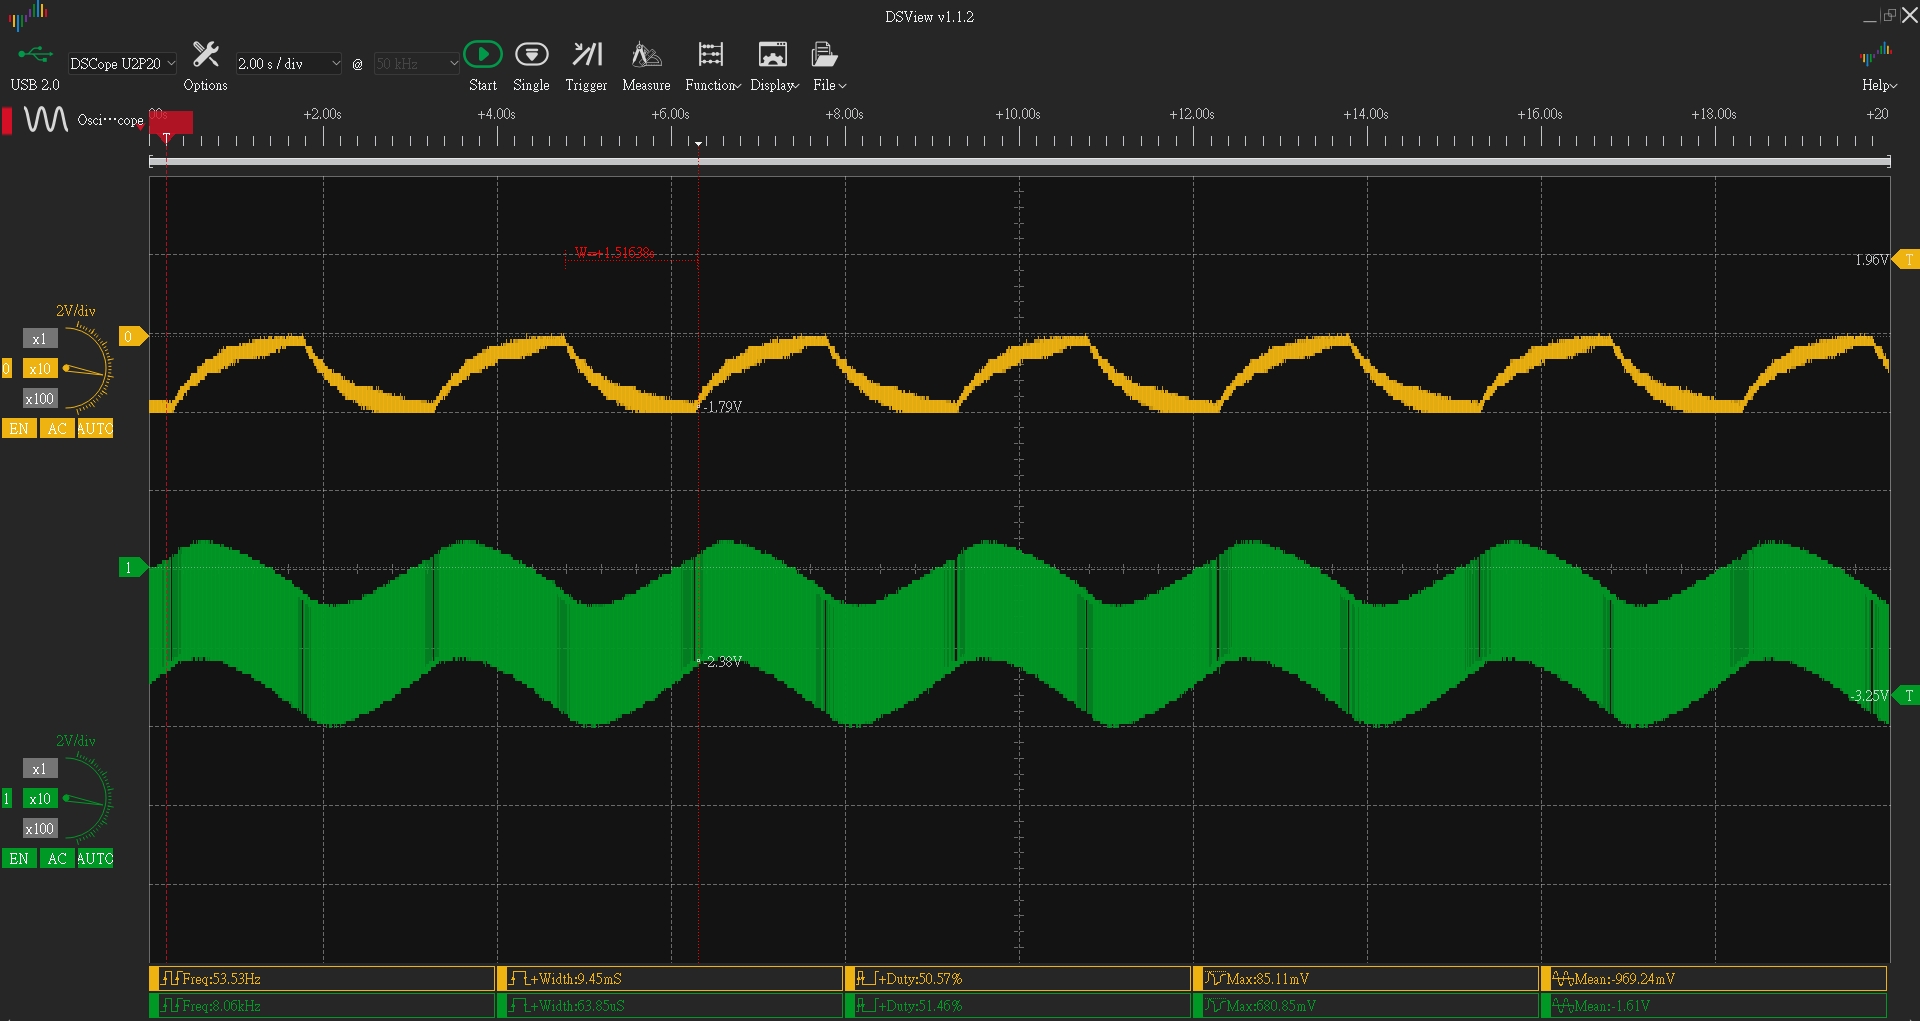 DSView v1.1.2
USB 2.0
DSCope U2P20
Options
2.00 s / div
@
50 kHz
Start
Single
Trigger
Measure
Function
Display
File
Help
Osci⋯cope
00s
+2.00s
+4.00s
+6.00s
+8.00s
+10.00s
+12.00s
+14.00s
+16.00s
+18.00s
+20
T
W=+1.51638s
1.96V
T
2V/div
x1
0
x10
x100
EN
AC
AUTO
0
-1.79V
1
-2.38V
-3.25V
T
2V/div
x1
1
x10
x100
EN
AC
AUTO
Freq:53.53Hz
+Width:9.45mS
+Duty:50.57%
Max:85.11mV
Mean:-969.24mV
Freq:8.06kHz
+Width:63.85uS
+Duty:51.46%
Max:680.85mV
Mean:-1.61V